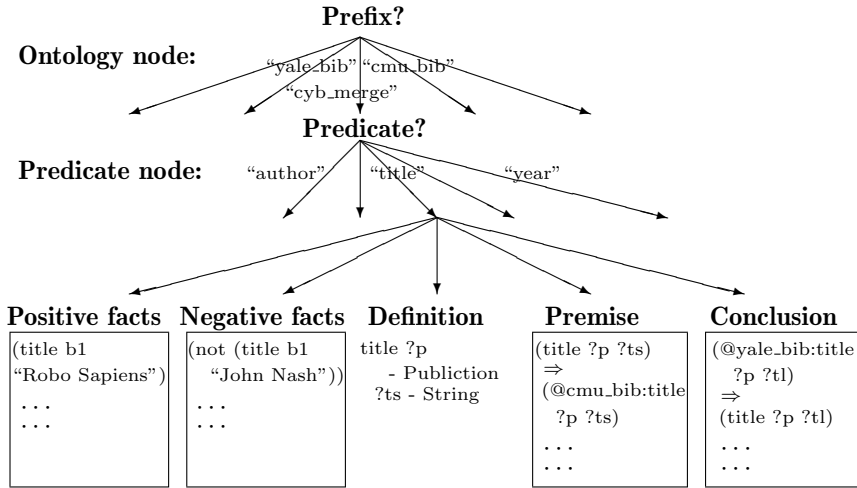 Prefix?
Ontology node:
“yale_bib” “cmu_bib”
“cyb_merge”
Predicate?
Predicate node:
“author” “title” “year”
Positive facts Negative facts Definition Premise Conclusion
(title b1
“Robo Sapiens”)
. . .
. . .
(not (title b1
“John Nash”))
. . .
. . .
title ?p
- Publiction
?ts - String
(title ?p ?ts)
⇒
(@cmu_bib:title
?p ?ts)
. . .
. . .
(@yale_bib:title
?p ?tl)
⇒
(title ?p ?tl)
. . .
. . .